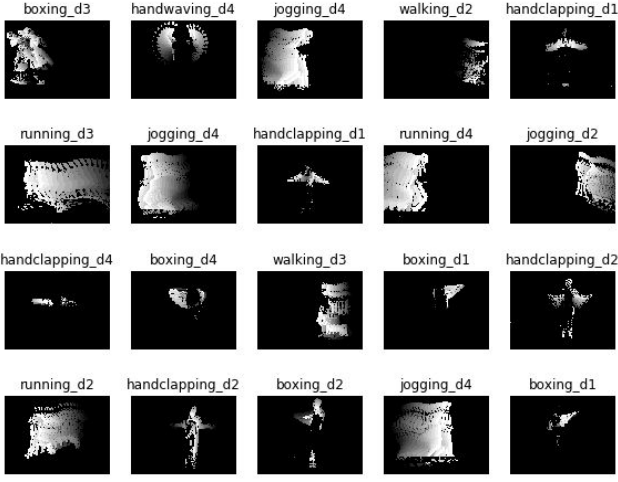 boxing_d3 handwaving_d4 jogging_d4 walking_d2 handclapping_d1
running_d3 jogging_d4 handclapping_d1 running_d4 jogging_d2
handclapping_d4 boxing_d4 walking_d3 boxing_d1 handclapping_d2
running_d2 handclapping_d2 boxing_d2 jogging_d4 boxing_d1